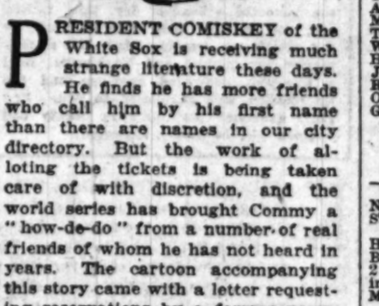 PRESIDENT COMISKEY of the
White Sox is receiving much
strange literature these days.
He finds he has more friends
who call him by his first name
than there are names in our city
directory. But the work of al-
loting the tickets is being taken
care of with discretion, and the
world series has brought Commy a
"how-de-do" from a number of real
friends of whom he has not heard in
years. The cartoon accompanying
this story came with a letter request-